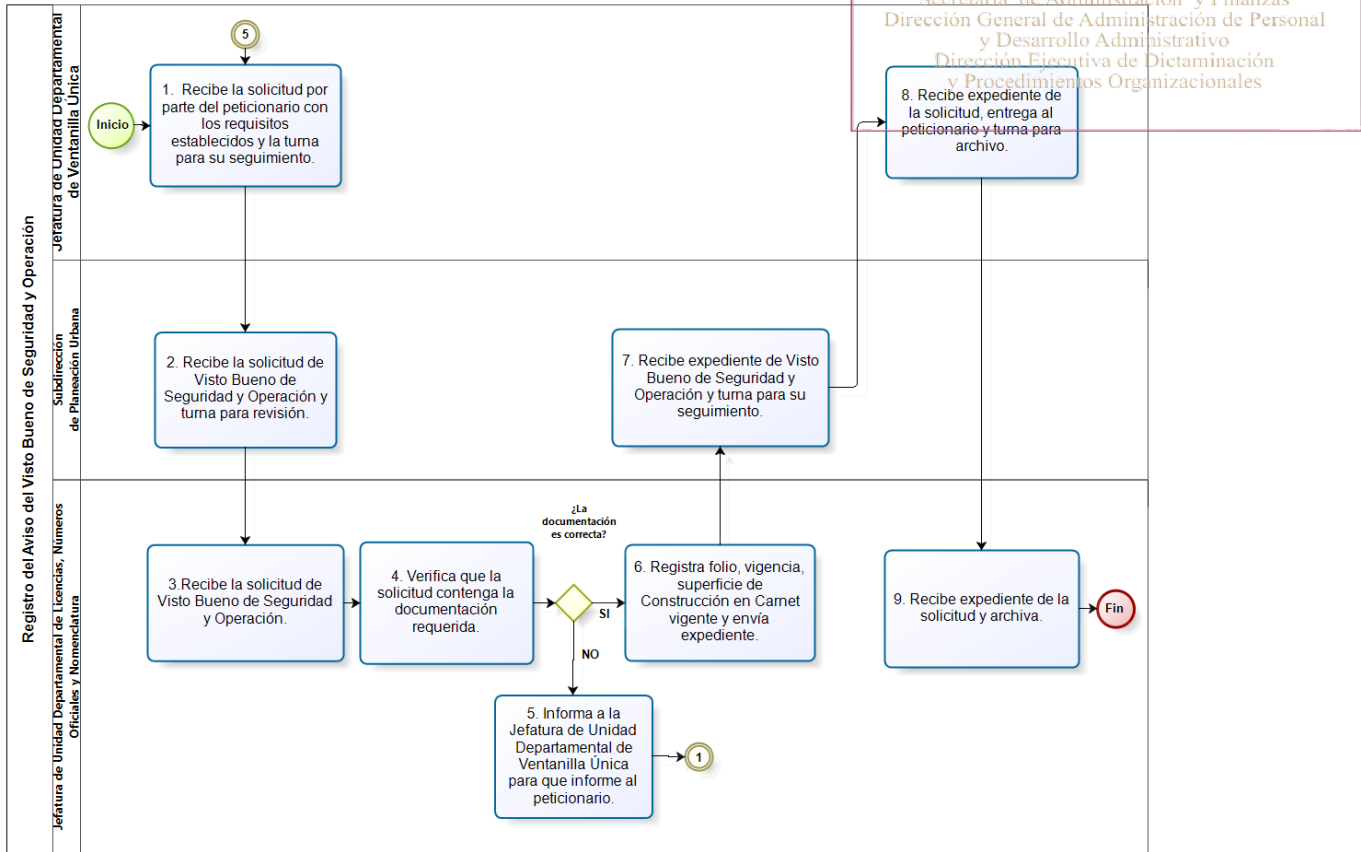 Secretaría de Administración y Finanzas
Dirección General de Administración de Personal
y Desarrollo Administrativo
Dirección Ejecutiva de Dictaminación
y Procedimientos Organizacionales
Registro del Aviso del Visto Bueno de Seguridad y Operación
Jefatura de Unidad Departamental
de Ventanilla Única
5
Inicio
1. Recibe la solicitud por
parte del peticionario con
los requisitos
establecidos y la turna
para su seguimiento.
8. Recibe expediente de
la solicitud, entrega al
peticionario y turna para
archivo.
Subdirección
de Planeación Urbana
2. Recibe la solicitud de
Visto Bueno de
Seguridad y Operación y
turna para revisión.
7. Recibe expediente de Visto
Bueno de Seguridad y
Operación y turna para su
seguimiento.
Jefatura de Unidad Departamental de Licencias, Números
Oficiales y Nomenclatura
3.Recibe la solicitud de
Visto Bueno de Seguridad
y Operación.
4. Verifica que la
solicitud contenga la
documentación
requerida.
¿La
documentación
es correcta?
SI
NO
6. Registra folio, vigencia,
superficie de
Construcción en Carnet
vigente y envía
expediente.
5. Informa a la
Jefatura de Unidad
Departamental de
Ventanilla Única
para que informe al
peticionario.
1
9. Recibe expediente de la
solicitud y archiva.
Fin